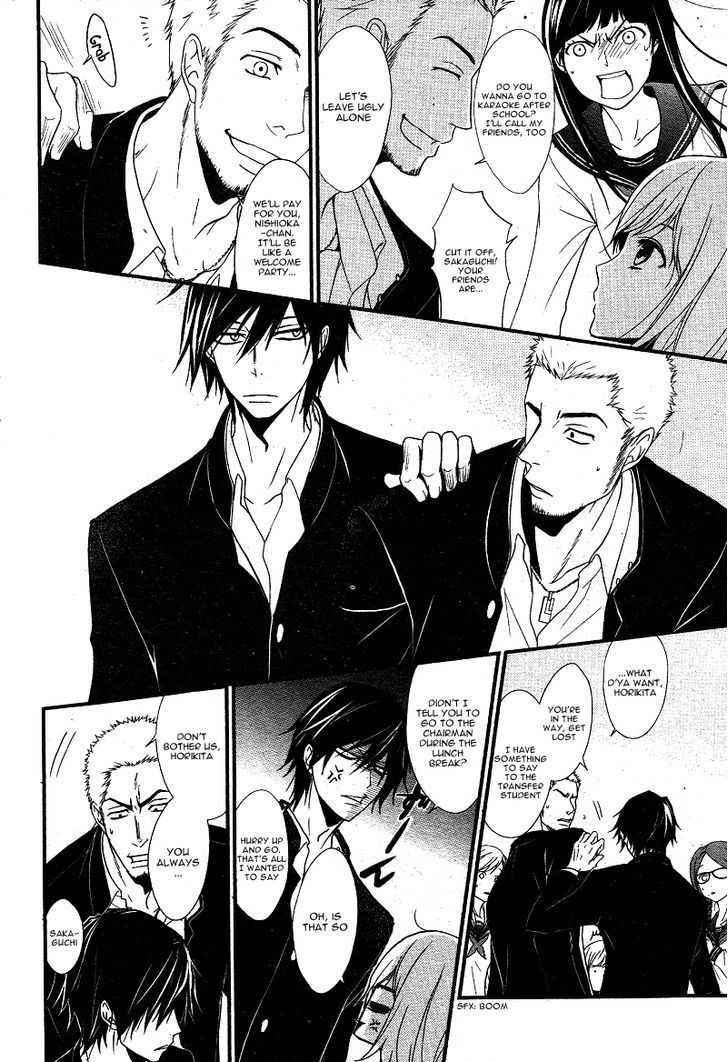 DO YOU
WANNA GO TO
KARAOKE AFTER
SCHOOL?
I'LL CALL MY
FRIENDS, TOO
CUT IT OFF,
SAKAGUCHI!
YOUR
FRIENDS
ARE...
LET'S
LEAVE UGLY
ALONE
WE'LL PAY
FOR YOU,
NISHIOKA
-CHAN.
IT'LL BE
LIKE A
WELCOME
PARTY...
Grab
...WHAT
D'YA WANT,
HORIKITA
YOU'RE
IN THE
WAY, GET
LOST
I HAVE
SOMETHING
TO SAY
TO THE
TRANSFER
STUDENT
SFX: BOOM
DIDN'T I
TELL YOU TO
GO TO THE
CHAIRMAN
DURING THE
LUNCH
BREAK?
HURRY UP
AND GO.
THAT'S ALL
I WANTED
TO SAY
OH, IS
THAT SO
DON'T
BOTHER US,
HORIKITA
YOU
ALWAYS
...
SAKA-
GUCHI